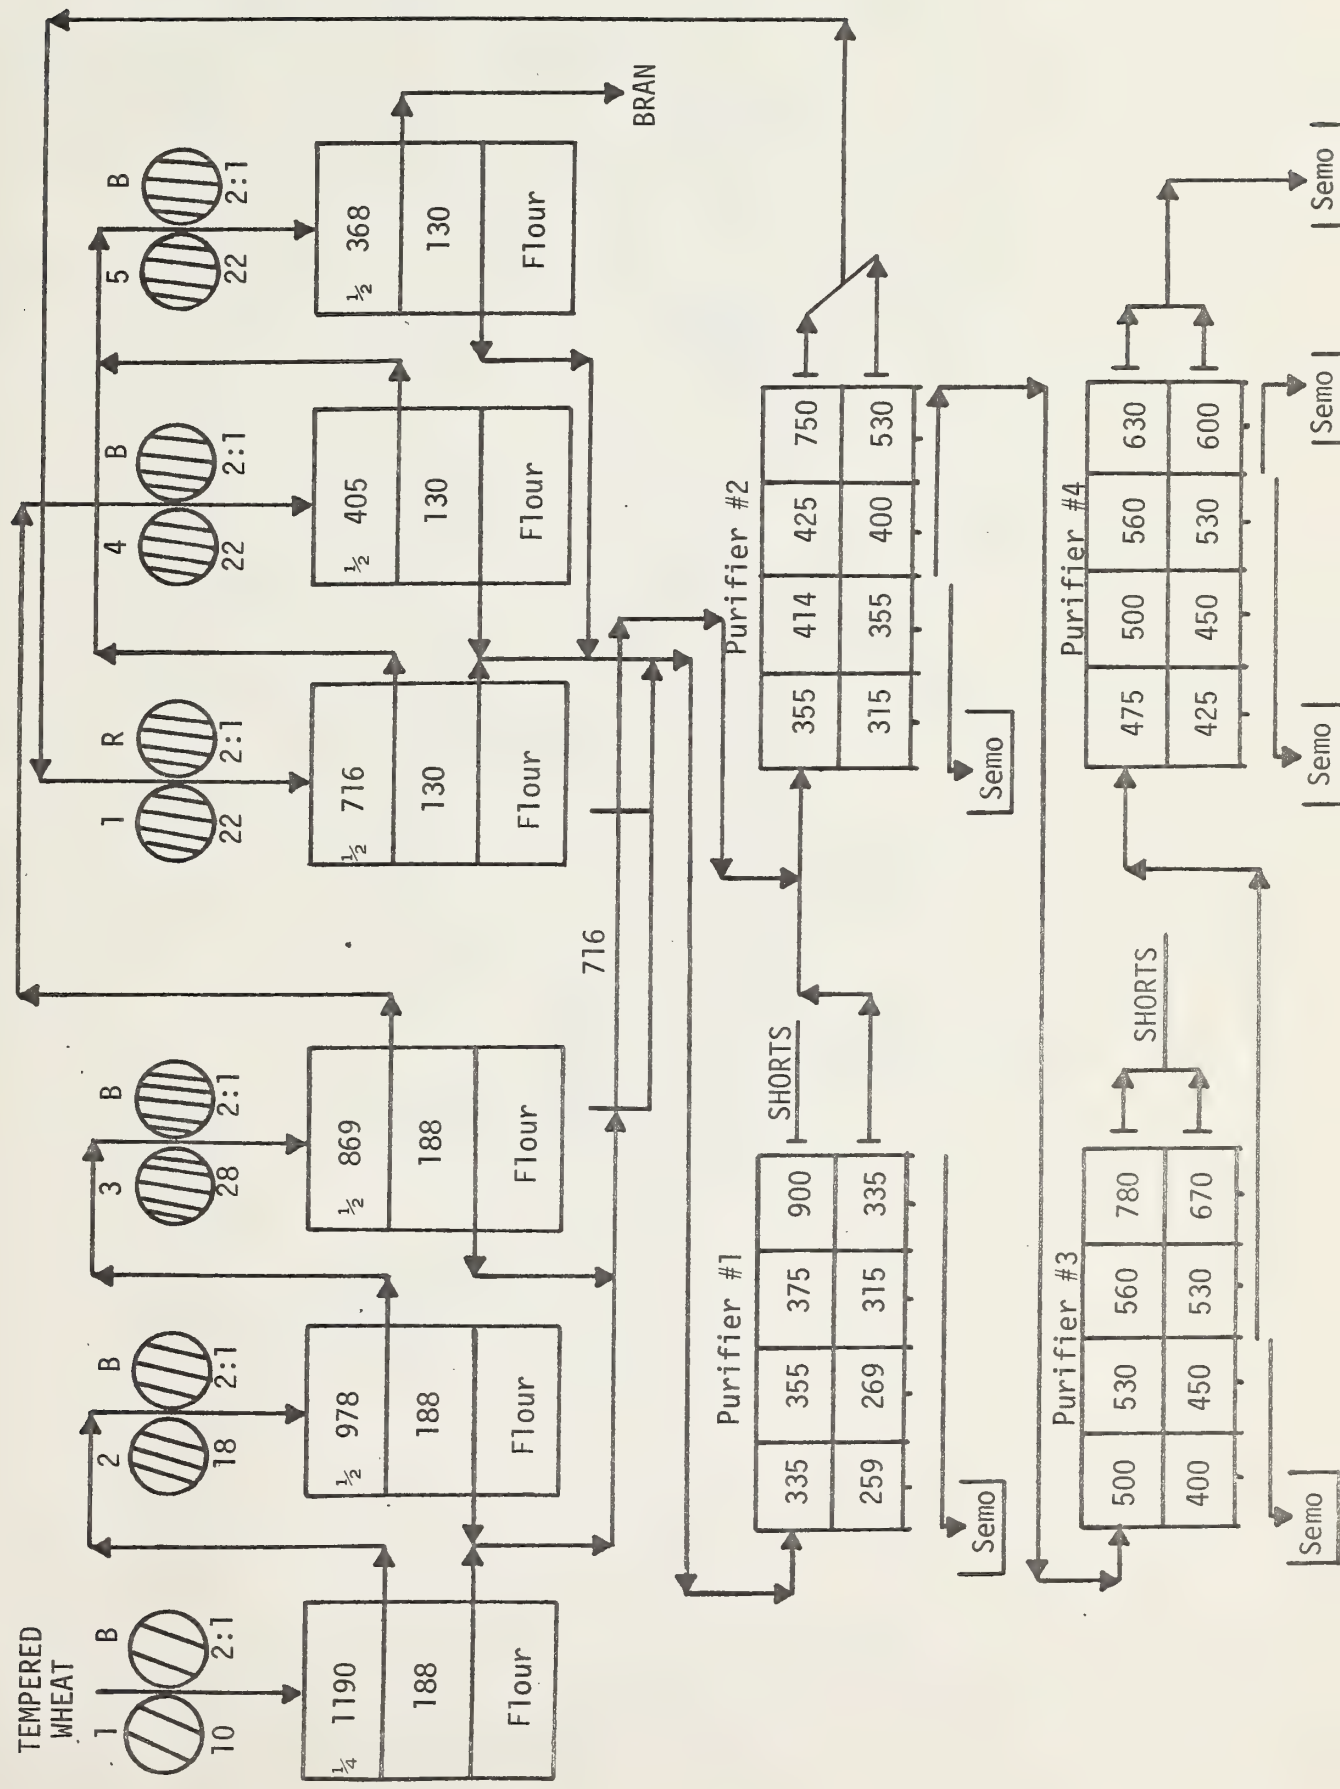 TEMPERED
WHEAT
1 B
10 2:1
¼ 1190
188
Flour
2 B
18 2:1
½ 978
188
Flour
3 B
28 2:1
½ 869
188
Flour
1 R
22 2:1
½ 716
130
Flour
4 B
22 2:1
½ 405
130
Flour
5 B
22 2:1
½ 368
130
Flour
BRAN
716
Purifier #1
335 355 375 900
259 269 315 335
SHORTS
Semo
Purifier #2
355 414 425 750
315 355 400 530
Semo
Purifier #3
500 530 560 780
400 450 530 670
SHORTS
Semo
Purifier #4
475 500 560 630
425 450 530 600
Semo
Semo
Semo